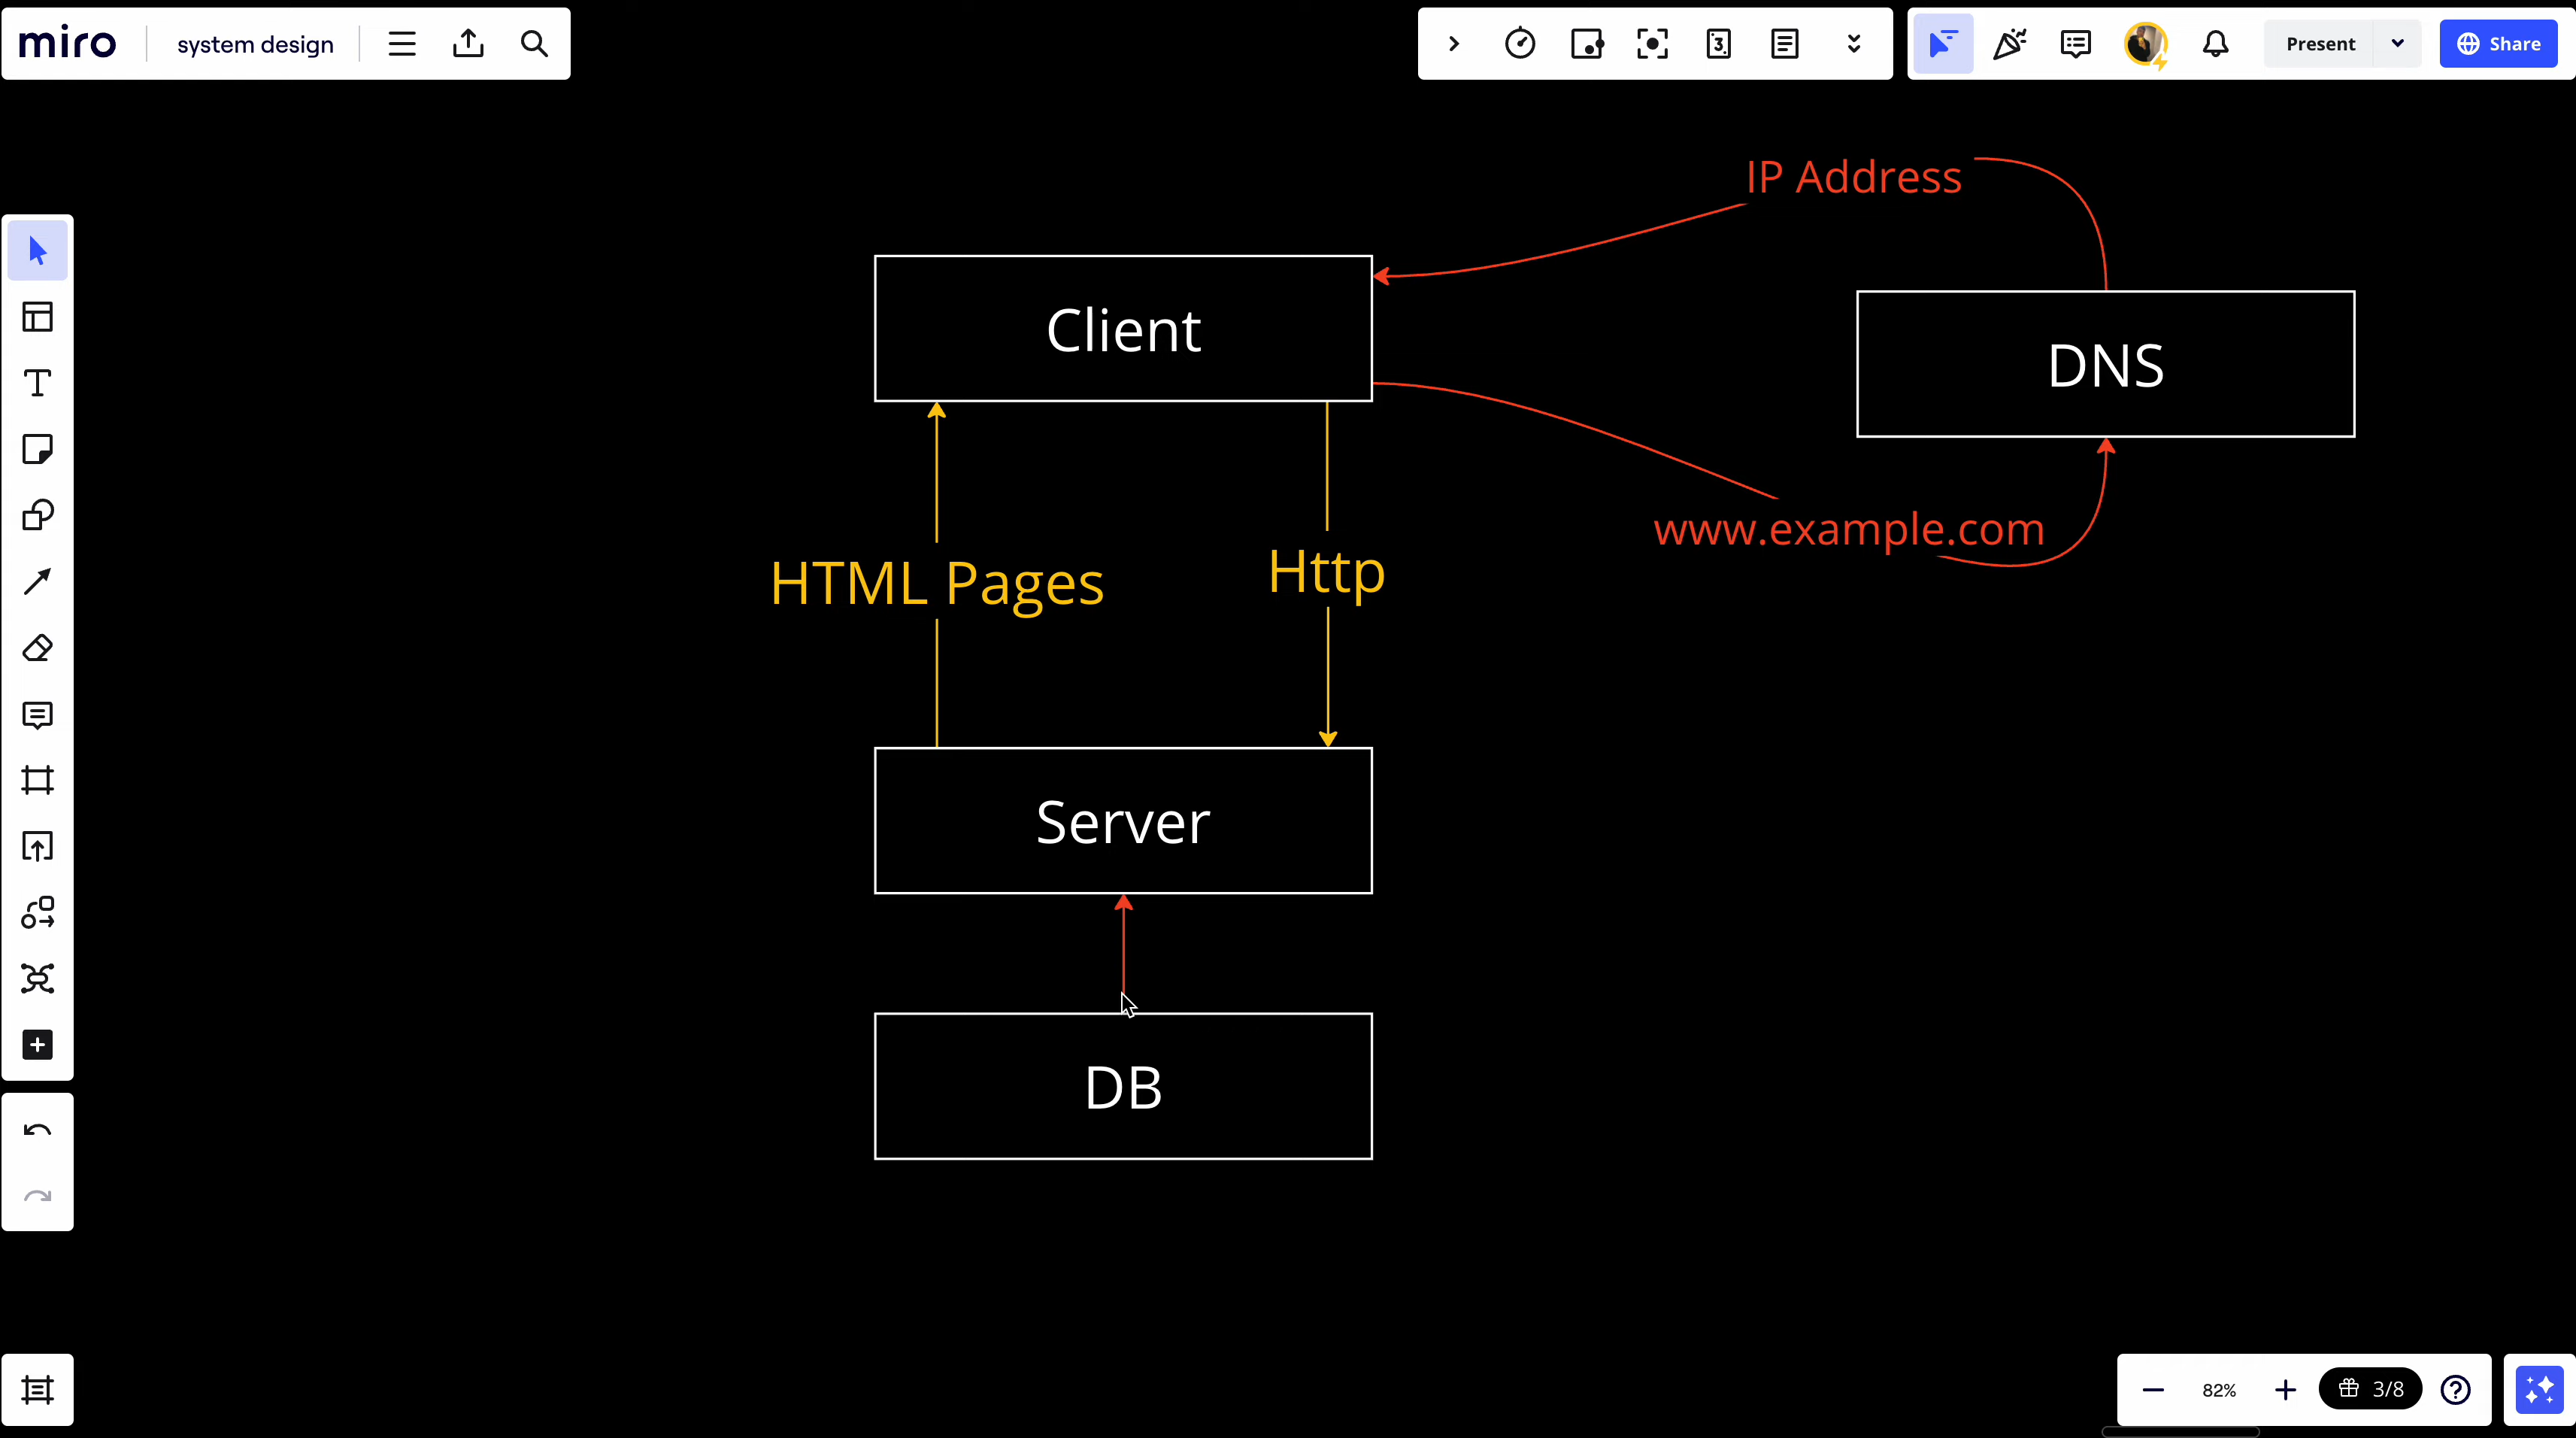 miro
system design
3
Present
Share
IP Address
Client
DNS
www.example.com
HTML Pages
Http
Server
DB
82%
3/8